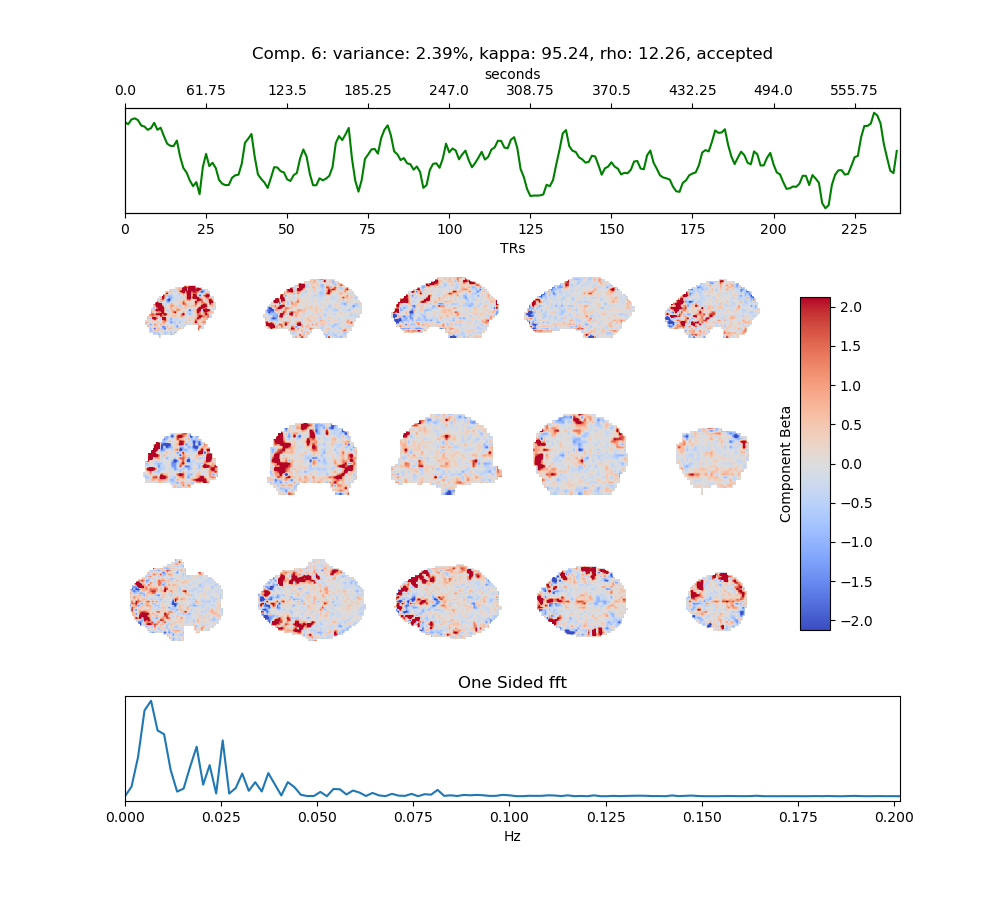 Comp. 6: variance: 2.39%, kappa: 95.24, rho: 12.26, accepted
seconds
0.0 61.75 123.5 185.25 247.0 308.75 370.5 432.25 494.0 555.75
0 25 50 75 100 125 150 175 200 225
TRs
2.0
1.5
1.0
0.5
0.0
−0.5
−1.0
−1.5
−2.0
Component Beta
One Sided fft
0.000 0.025 0.050 0.075 0.100 0.125 0.150 0.175 0.200
Hz